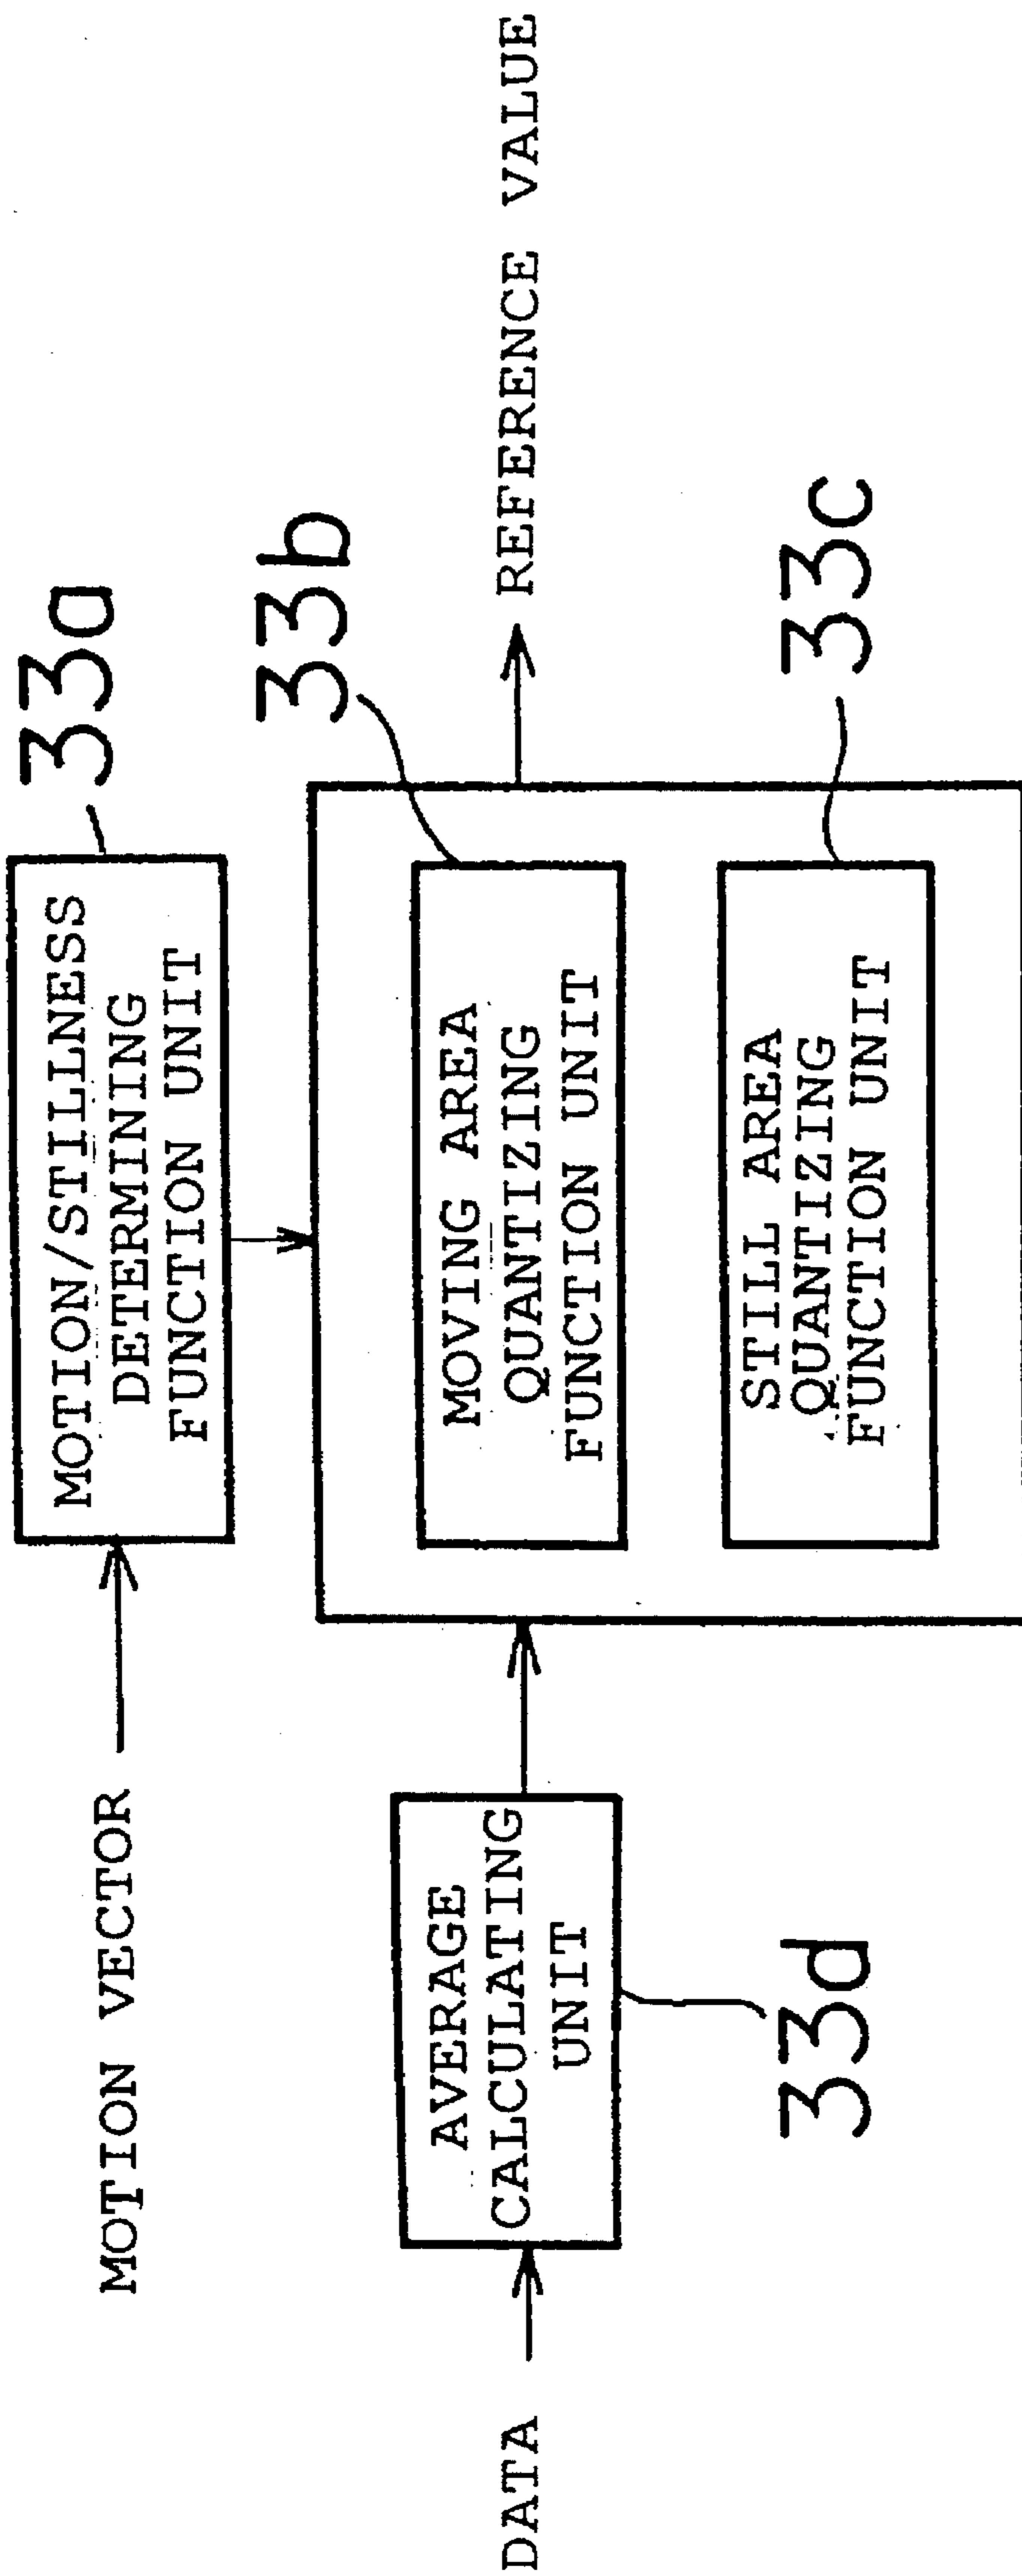 33a
MOTION VECTOR
MOTION/STILLNESS
DETERMINING
FUNCTION UNIT
33b
DATA
AVERAGE
CALCULATING
UNIT
MOVING AREA
QUANTIZING
FUNCTION UNIT
REFERENCE VALUE
STILL AREA
QUANTIZING
FUNCTION UNIT
33c
33d